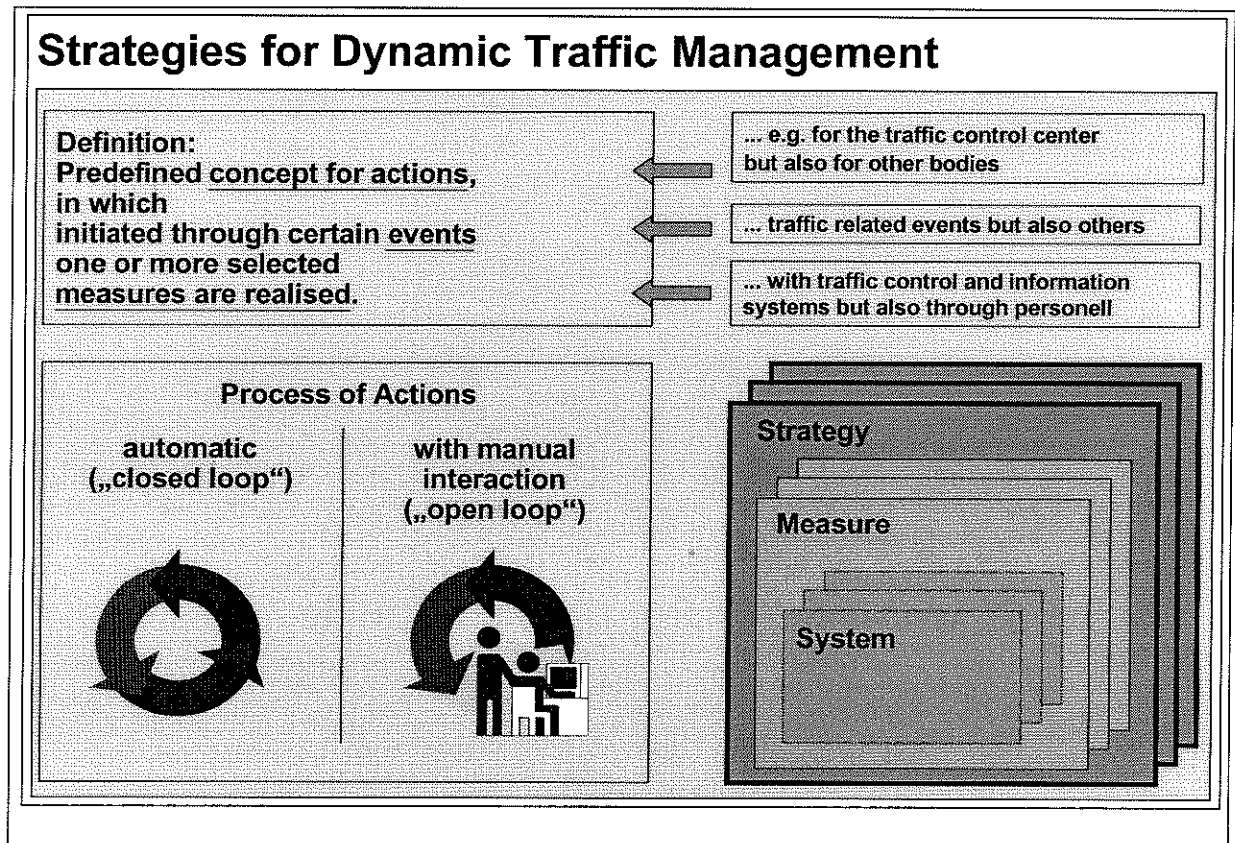 Strategies for Dynamic Traffic Management
Definition:
Predefined concept for actions,
in which
initiated through certain events
one or more selected
measures are realised.
... e.g. for the traffic control center
but also for other bodies
... traffic related events but also others
... with traffic control and information
systems but also through personell
Process of Actions
automatic
(„closed loop“)
with manual
interaction
(„open loop“)
Strategy
Measure
System